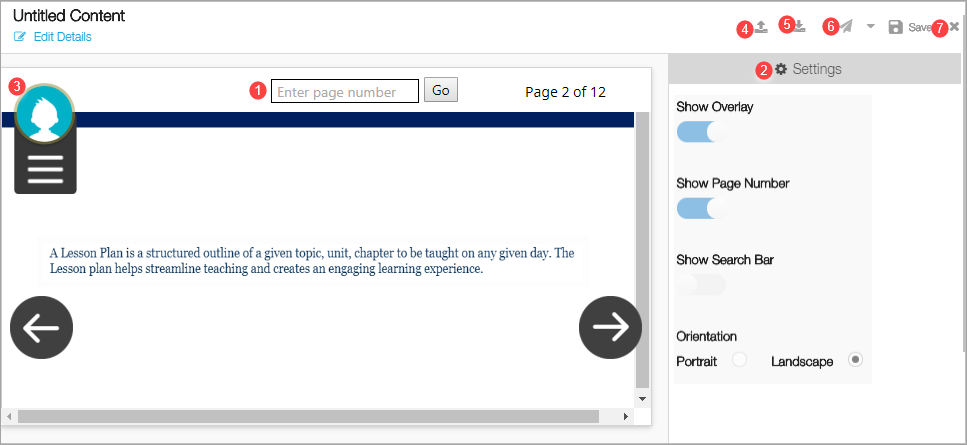 Untitled Content
Edit Details
4 5 6 Save 7
2 Settings
3
1 Enter page number Go Page 2 of 12
Show Overlay
Show Page Number
Show Search Bar
Orientation
Portrait Landscape
A Lesson Plan is a structured outline of a given topic, unit, chapter to be taught on any given day. The
Lesson plan helps streamline teaching and creates an engaging learning experience.